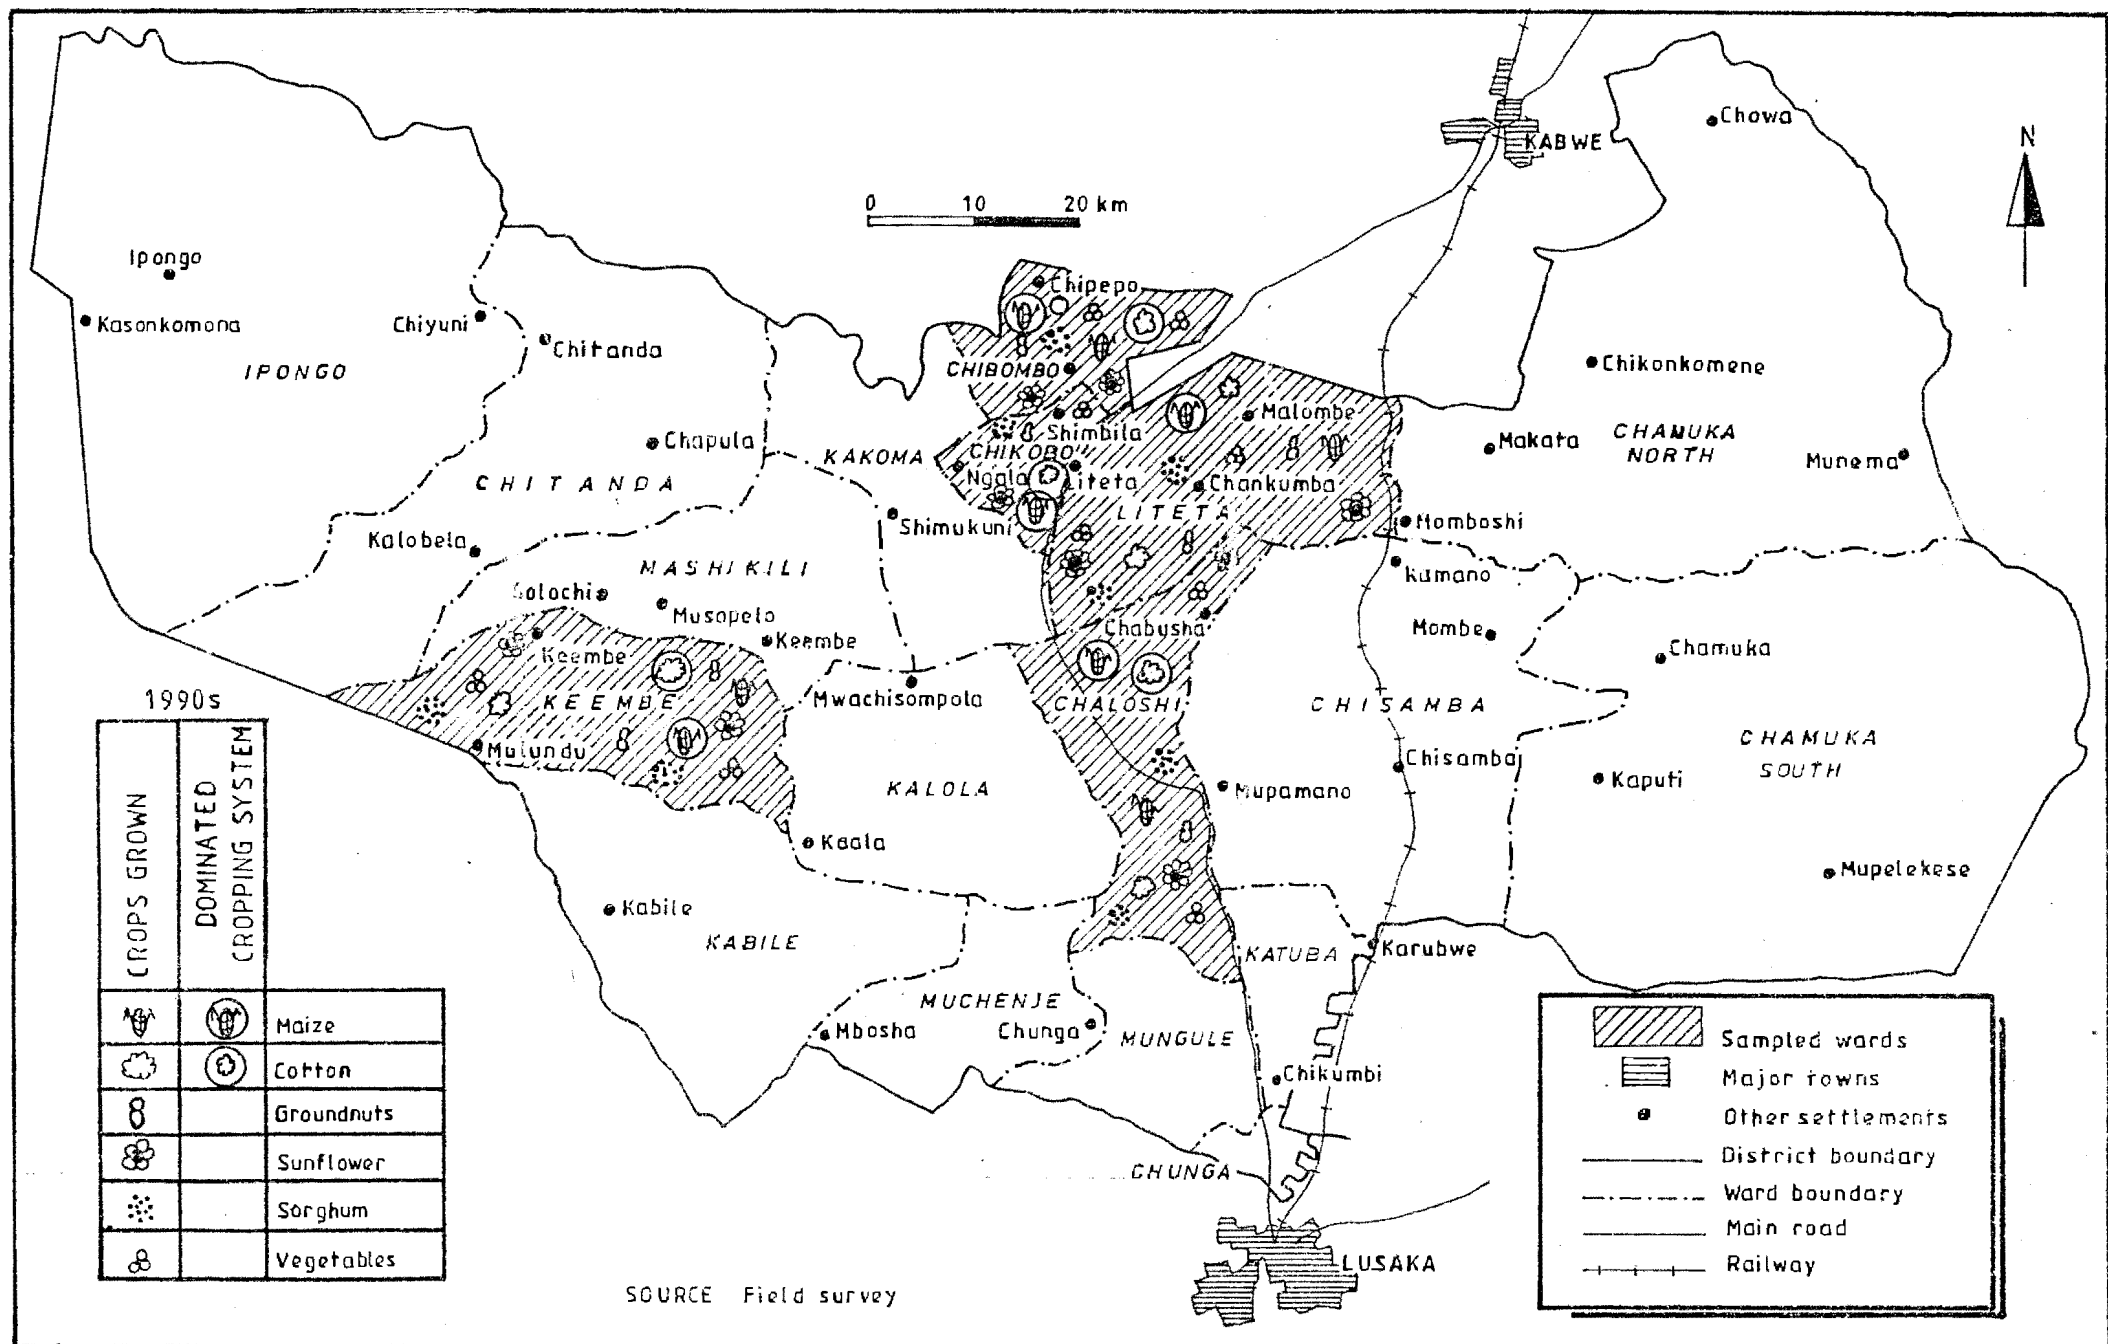 KABWE
Chowa
N
0 10 20 km
Ipongo
Kasonkomona
Chiyuni
Chitanda
IPONGO
Chipepo
CHIBOMBO
Chikonkomene
Chapula
KAKOMA
Shimbila
Malombe
Makata
CHAMUKA
NORTH
Munema
CHITANDA
CHIKOBO
Ngala
Liteta
Chankumba
LITETA
Shimukuni
Momboshi
Kalobela
MASHIKILI
Kamano
Golochi
Musopelo
Keembe
Keembe
Chabusha
Mombe
Chamuka
KEEMBE
Mwachisompola
CHALOSHI
CHISAMBA
Mulundu
Chisamba
CHAMUKA
SOUTH
KALOLA
Mupamano
Kaputi
Kaala
Mupelekese
Kabile
KABILE
KATUBA
Karubwe
MUCHENJE
Mbosha
Chunga
MUNGULE
Chikumbi
CHUNGA
LUSAKA
1990s
CROPS GROWN
DOMINATED
CROPPING SYSTEM
Maize
Cotton
Groundnuts
Sunflower
Sorghum
Vegetables
SOURCE Field survey
Sampled wards
Major towns
Other settlements
District boundary
Ward boundary
Main road
Railway